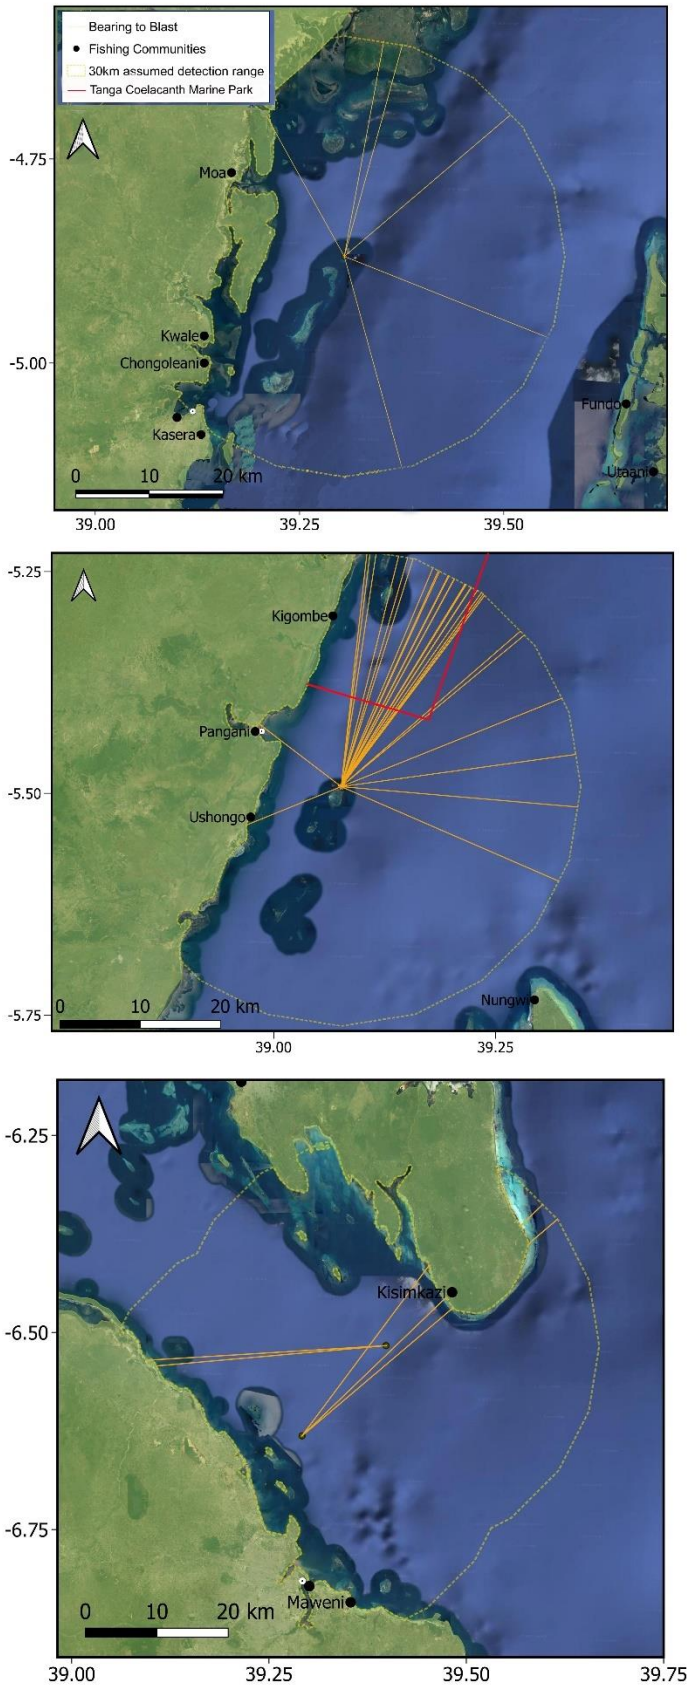 Bearing to Blast
Fishing Communities
30km assumed detection range
Tanga Coelacanth Marine Park
-4.75
Moa
Kwale
-5.00
Chongoleani
Fundo
Kasera
Utaani
0 10 20 km
39.00 39.25 39.50
-5.25
Kigombe
Pangani
-5.50
Ushongo
Nungwi
-5.75
0 10 20 km
39.00 39.25
-6.25
Kisimkazi
-6.50
-6.75
Maweni
0 10 20 km
39.00 39.25 39.50 39.75